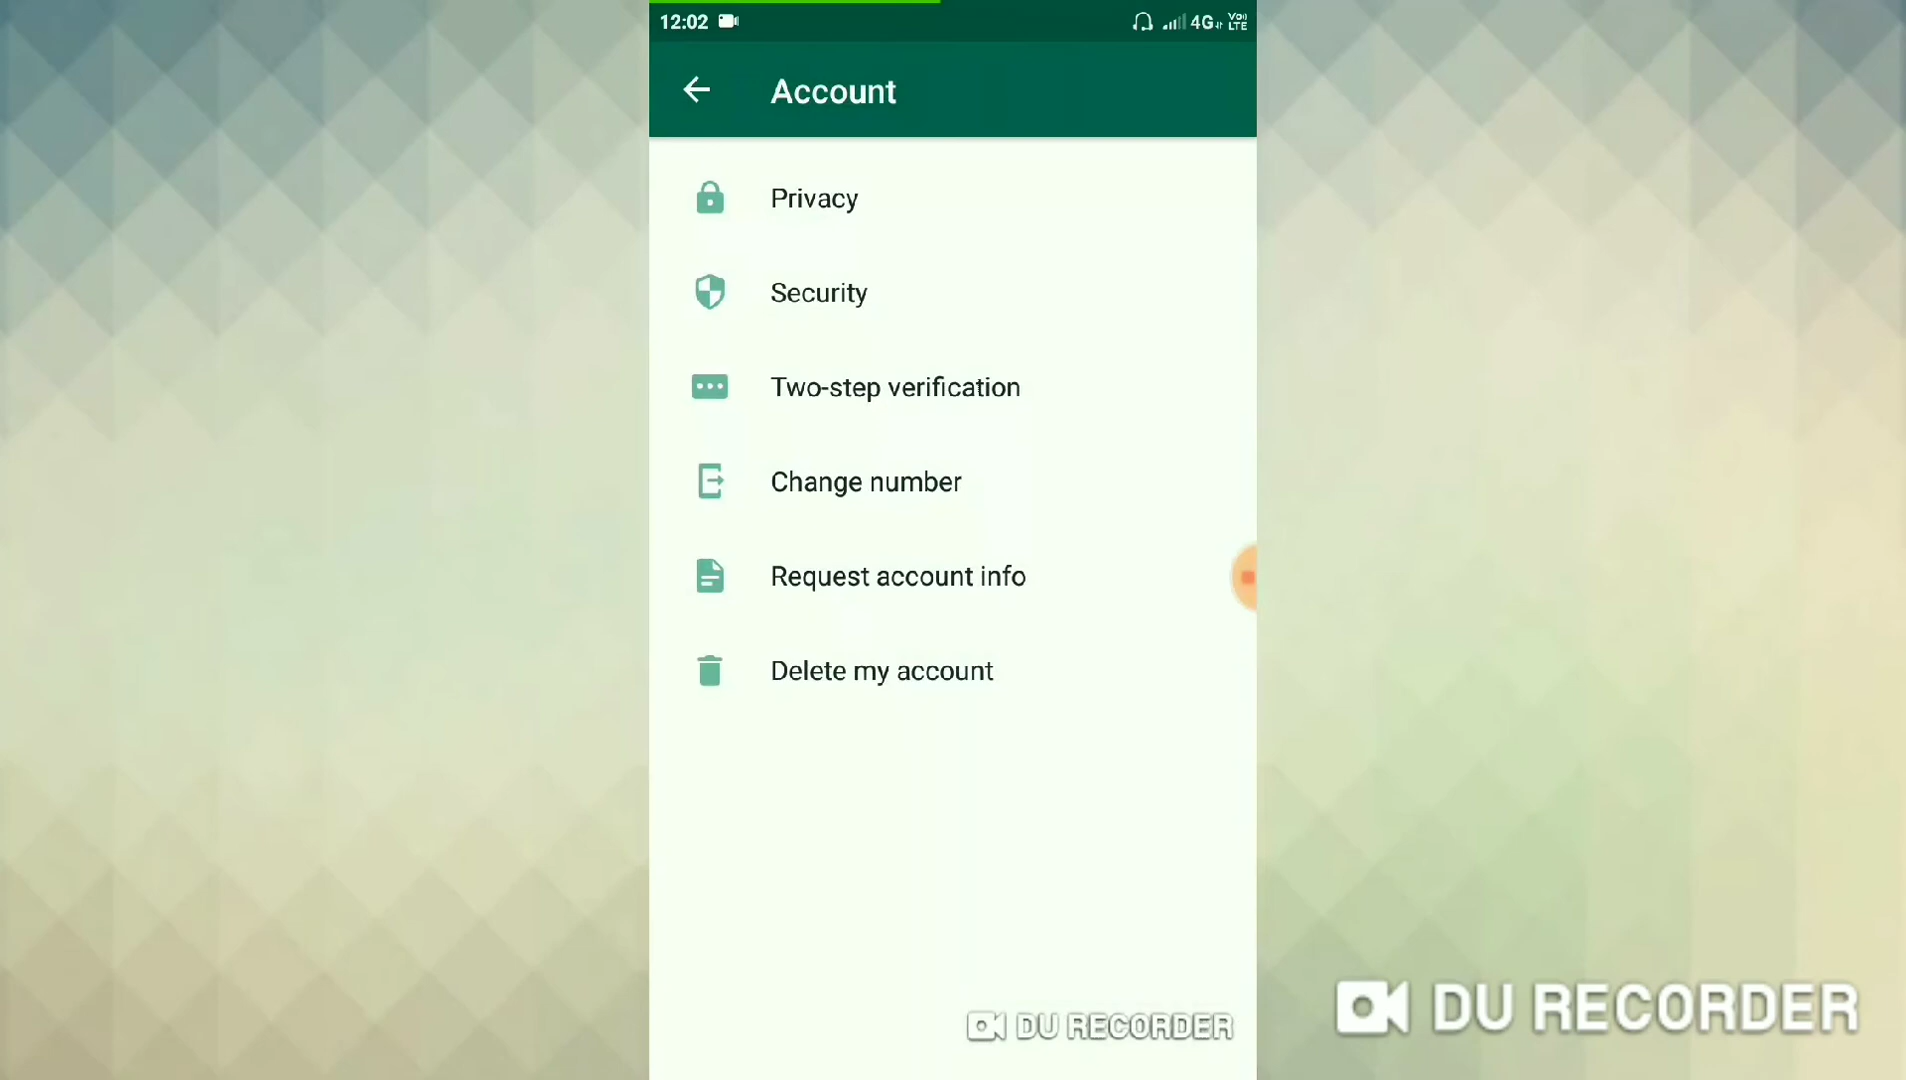 12:02 4G VoLTE
Account
Privacy
Security
Two-step verification
Change number
Request account info
Delete my account
DU RECORDER
DU RECORDER